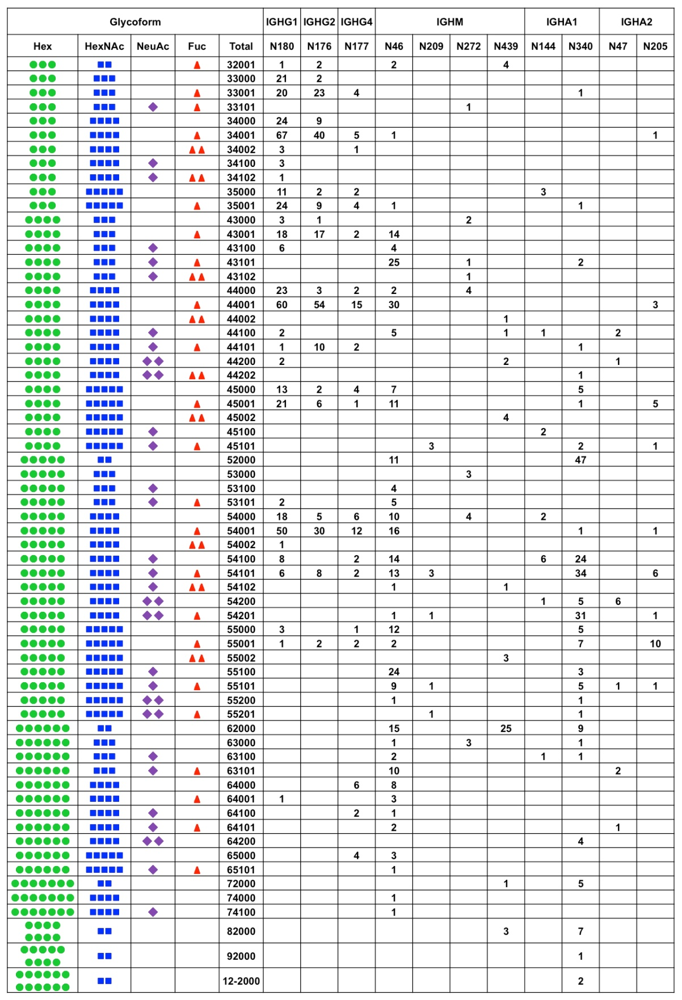 Glycoform IGHG1 IGHG2 IGHG4 IGHM IGHA1 IGHA2
Hex HexNAc NeuAc Fuc Total N180 N176 N177 N46 N209 N272 N439 N144 N340 N47 N205
32001 1 2 2 4
33000 21 2
33001 20 23 4 1
33101 1
34000 24 9
34001 67 40 5 1 1
34002 3 1
34100 3
34102 1
35000 11 2 2 3
35001 24 9 4 1 1
43000 3 1 2
43001 18 17 2 14
43100 6 4
43101 25 1 2
43102 1
44000 23 3 2 2 4
44001 60 54 15 30 3
44002 1
44100 2 5 1 1 2
44101 1 10 2 1
44200 2 2 1
44202 1
45000 13 2 4 7 5
45001 21 6 1 11 1 5
45002 4
45100 2
45101 3 2 1
52000 11 47
53000 3
53100 4
53101 2 5
54000 18 5 6 10 4 2
54001 50 30 12 16 1 1
54002 1
54100 8 2 14 6 24
54101 6 8 2 13 3 34 6
54102 1 1
54200 1 5 6
54201 1 1 31 1
55000 3 1 12 5
55001 1 2 2 2 7 10
55002 3
55100 24 3
55101 9 1 5 1 1
55200 1 1
55201 1 1
62000 15 25 9
63000 1 3 1
63100 2 1 1
63101 10 2
64000 6 8
64001 1 3
64100 2 1
64101 2 1
64200 4
65000 4 3
65101 1
72000 1 5
74000 1
74100 1
82000 3 7
92000 1
12-2000 2